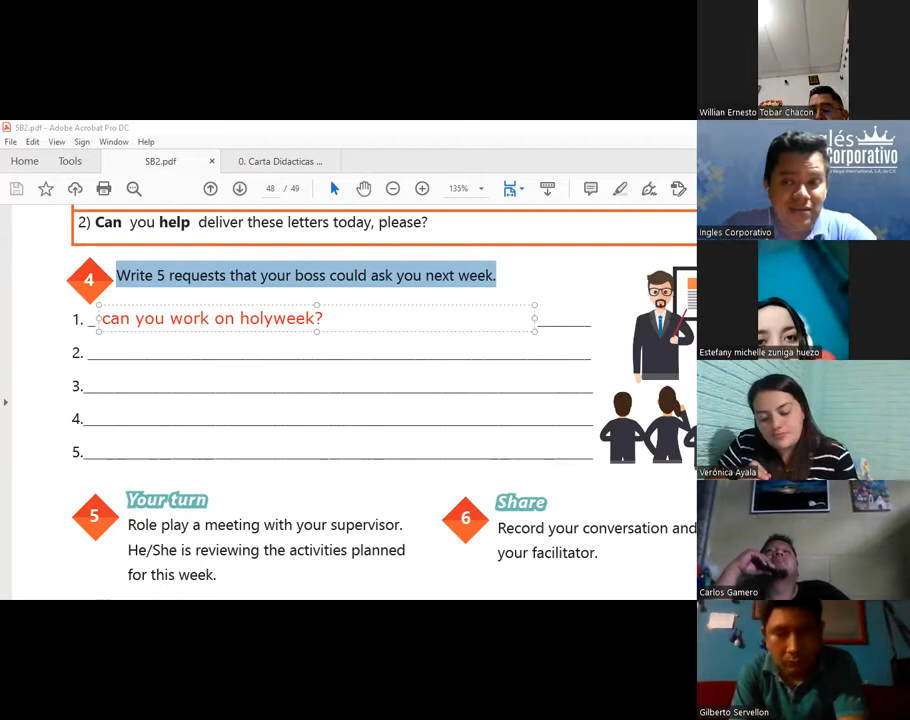 SB2.pdf - Adobe Acrobat Pro DC
File Edit View Sign Window Help
Home Tools SB2.pdf × 0. Carta Didacticas ...
48 / 49 135%
2) Can you help deliver these letters today, please?
4 Write 5 requests that your boss could ask you next week.
1. can you work on holyweek?
2.
3.
4.
5.
5 Your turn
Role play a meeting with your supervisor.
He/She is reviewing the activities planned
for this week.
6 Share
Record your conversation and
your facilitator.
Willian Ernesto Tobar Chacon
glés
Corporativo
Ingles Corporativo
Estefany michelle zuniga huezo
Verónica Ayala
Carlos Gamero
Gilberto Servellon